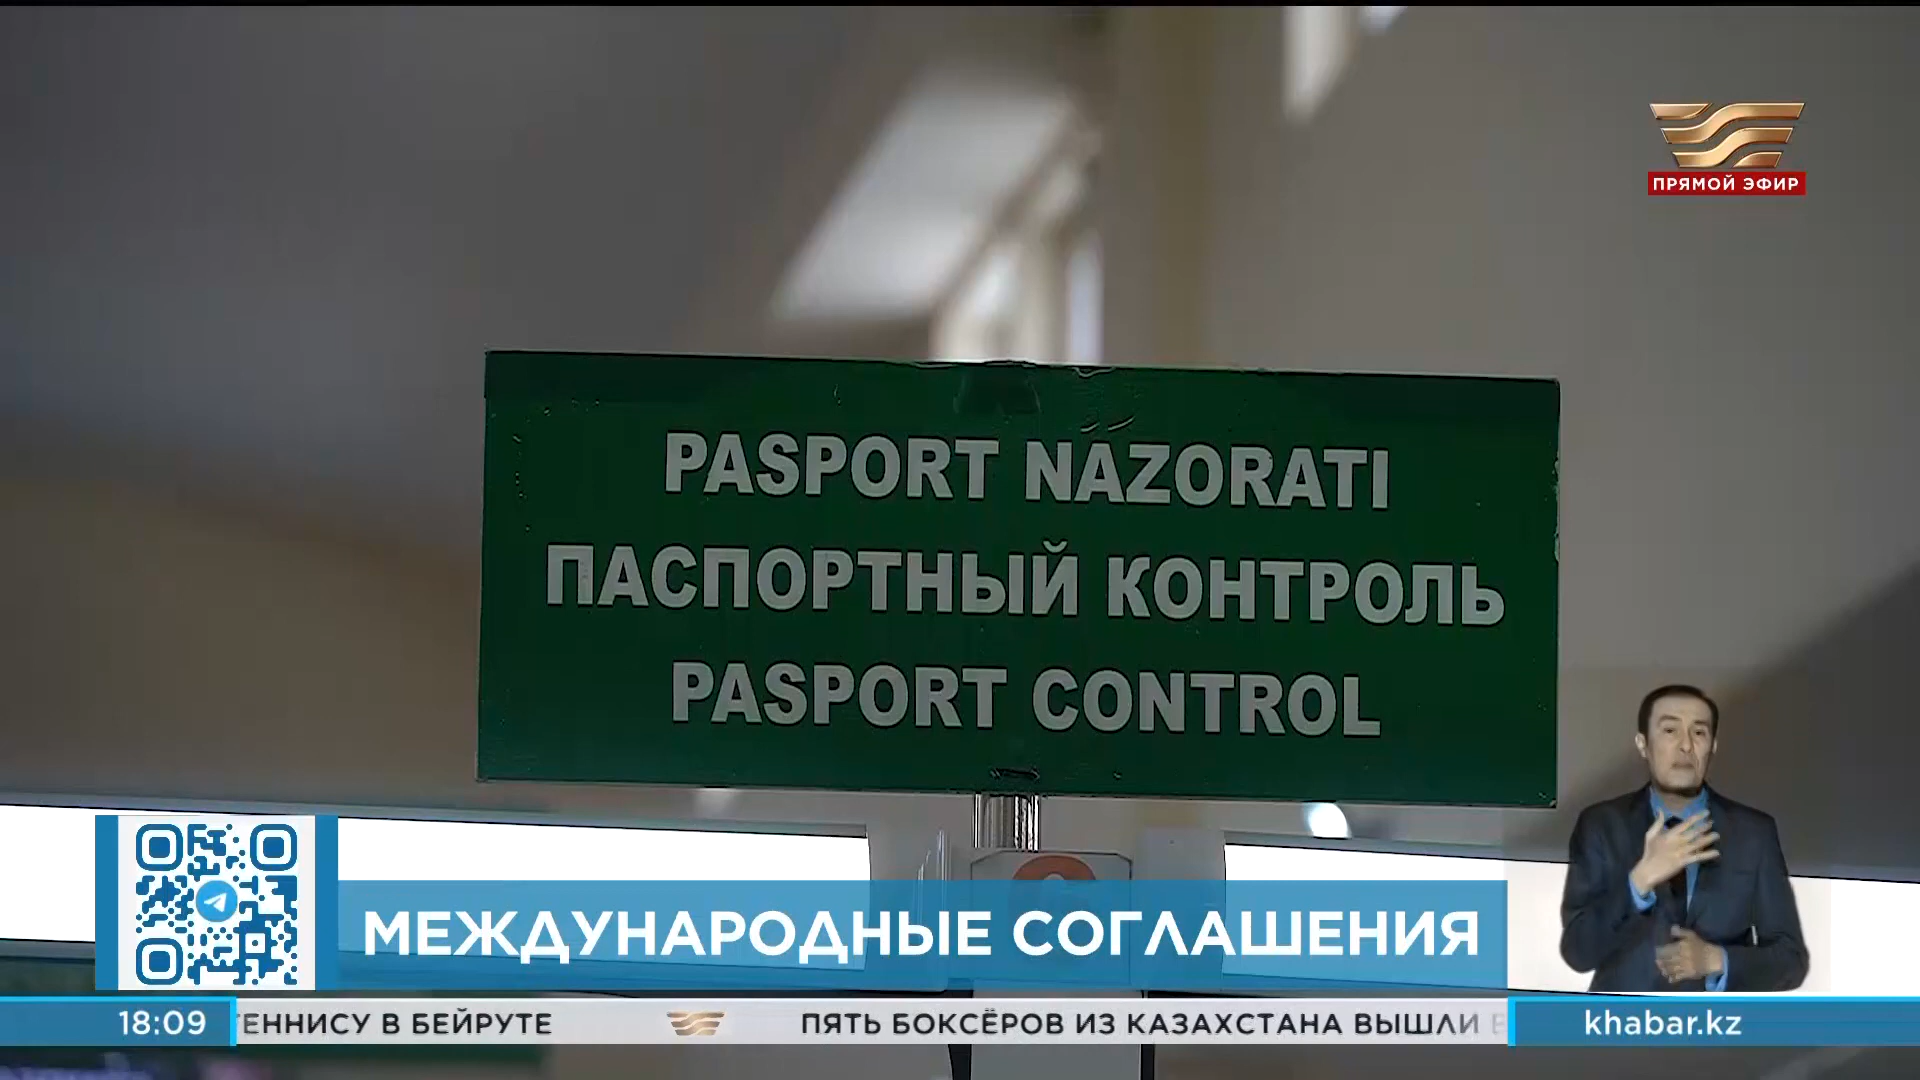 ПРЯМОЙ ЭФИР
PASPORT NAZORATI
ПАСПОРТНЫЙ КОНТРОЛЬ
PASPORT CONTROL
МЕЖДУНАРОДНЫЕ СОГЛАШЕНИЯ
18:09
В БЕЙРУТЕ
ПЯТЬ БОКСЁРОВ ИЗ КАЗАХСТАНА ВЫШЛИ
khabar.kz